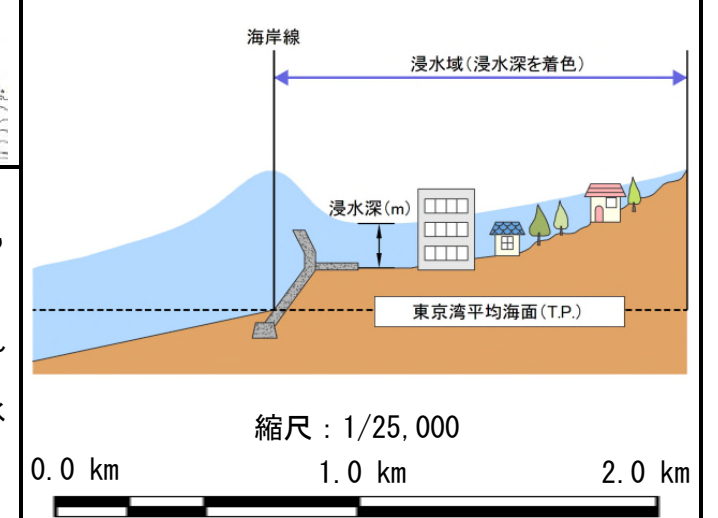 海岸線
浸水域(浸水深を着色)
浸水深(m)
東京湾平均海面(T.P.)
縮尺：1/25,000
0.0 km 1.0 km 2.0 km